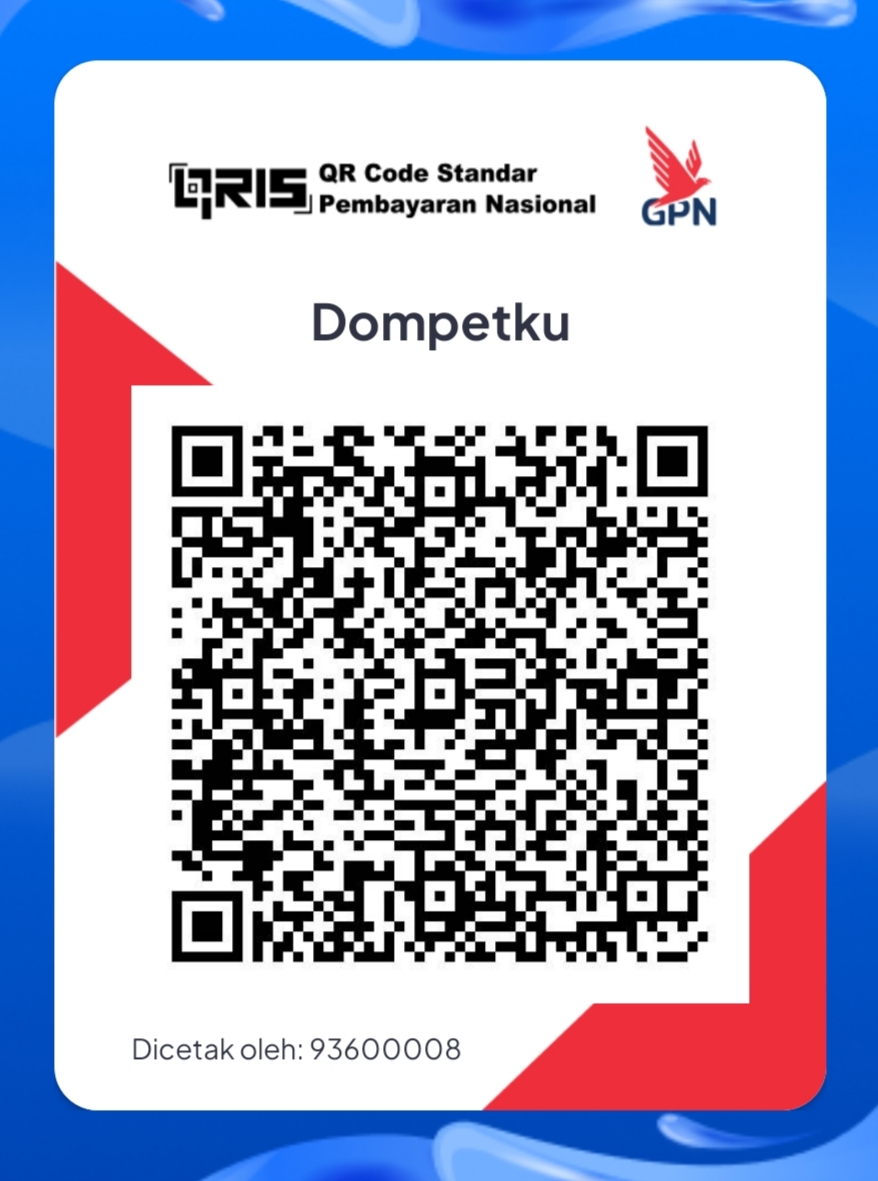 QRIS QR Code Standar
Pembayaran Nasional
GPN
Dompetku
Dicetak oleh: 93600008